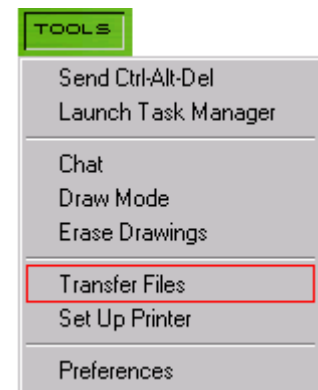 TOOLS
Send Ctrl-Alt-Del
Launch Task Manager
Chat
Draw Mode
Erase Drawings
Transfer Files
Set Up Printer
Preferences